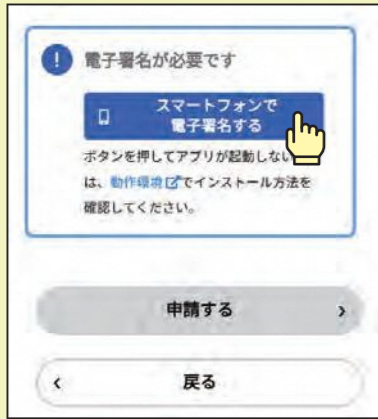 ! 電子署名が必要です
スマートフォンで
電子署名する
ボタンを押してアプリが起動しない
は、動作環境でインストール方法を
確認してください。
申請する ›
‹ 戻る